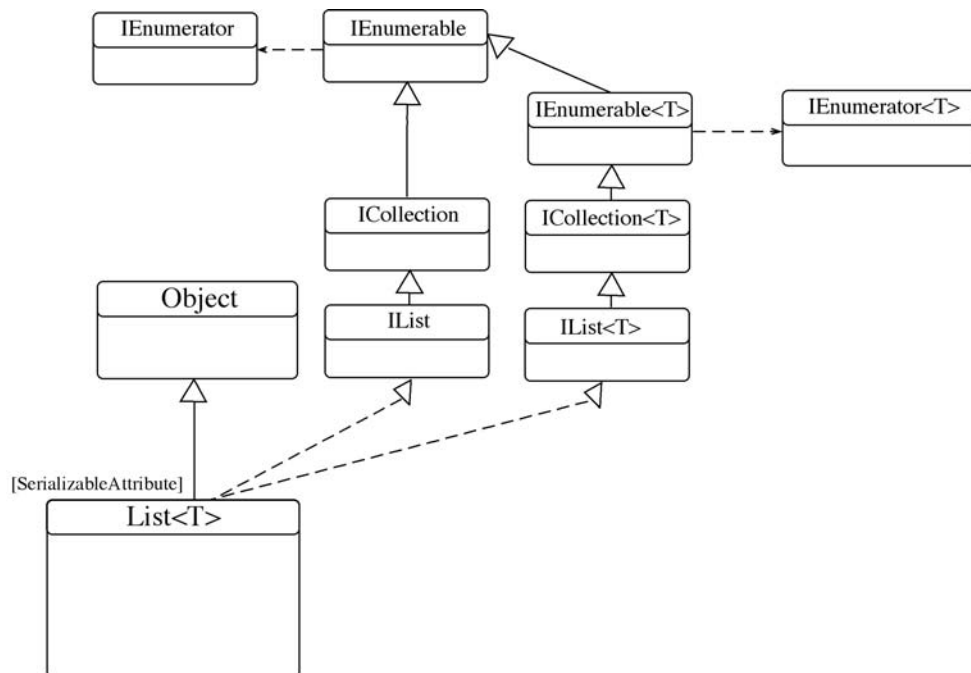 IEnumerator
IEnumerable
IEnumerable<T>
IEnumerator<T>
ICollection
ICollection<T>
Object
IList
IList<T>
[SerializableAttribute]
List<T>